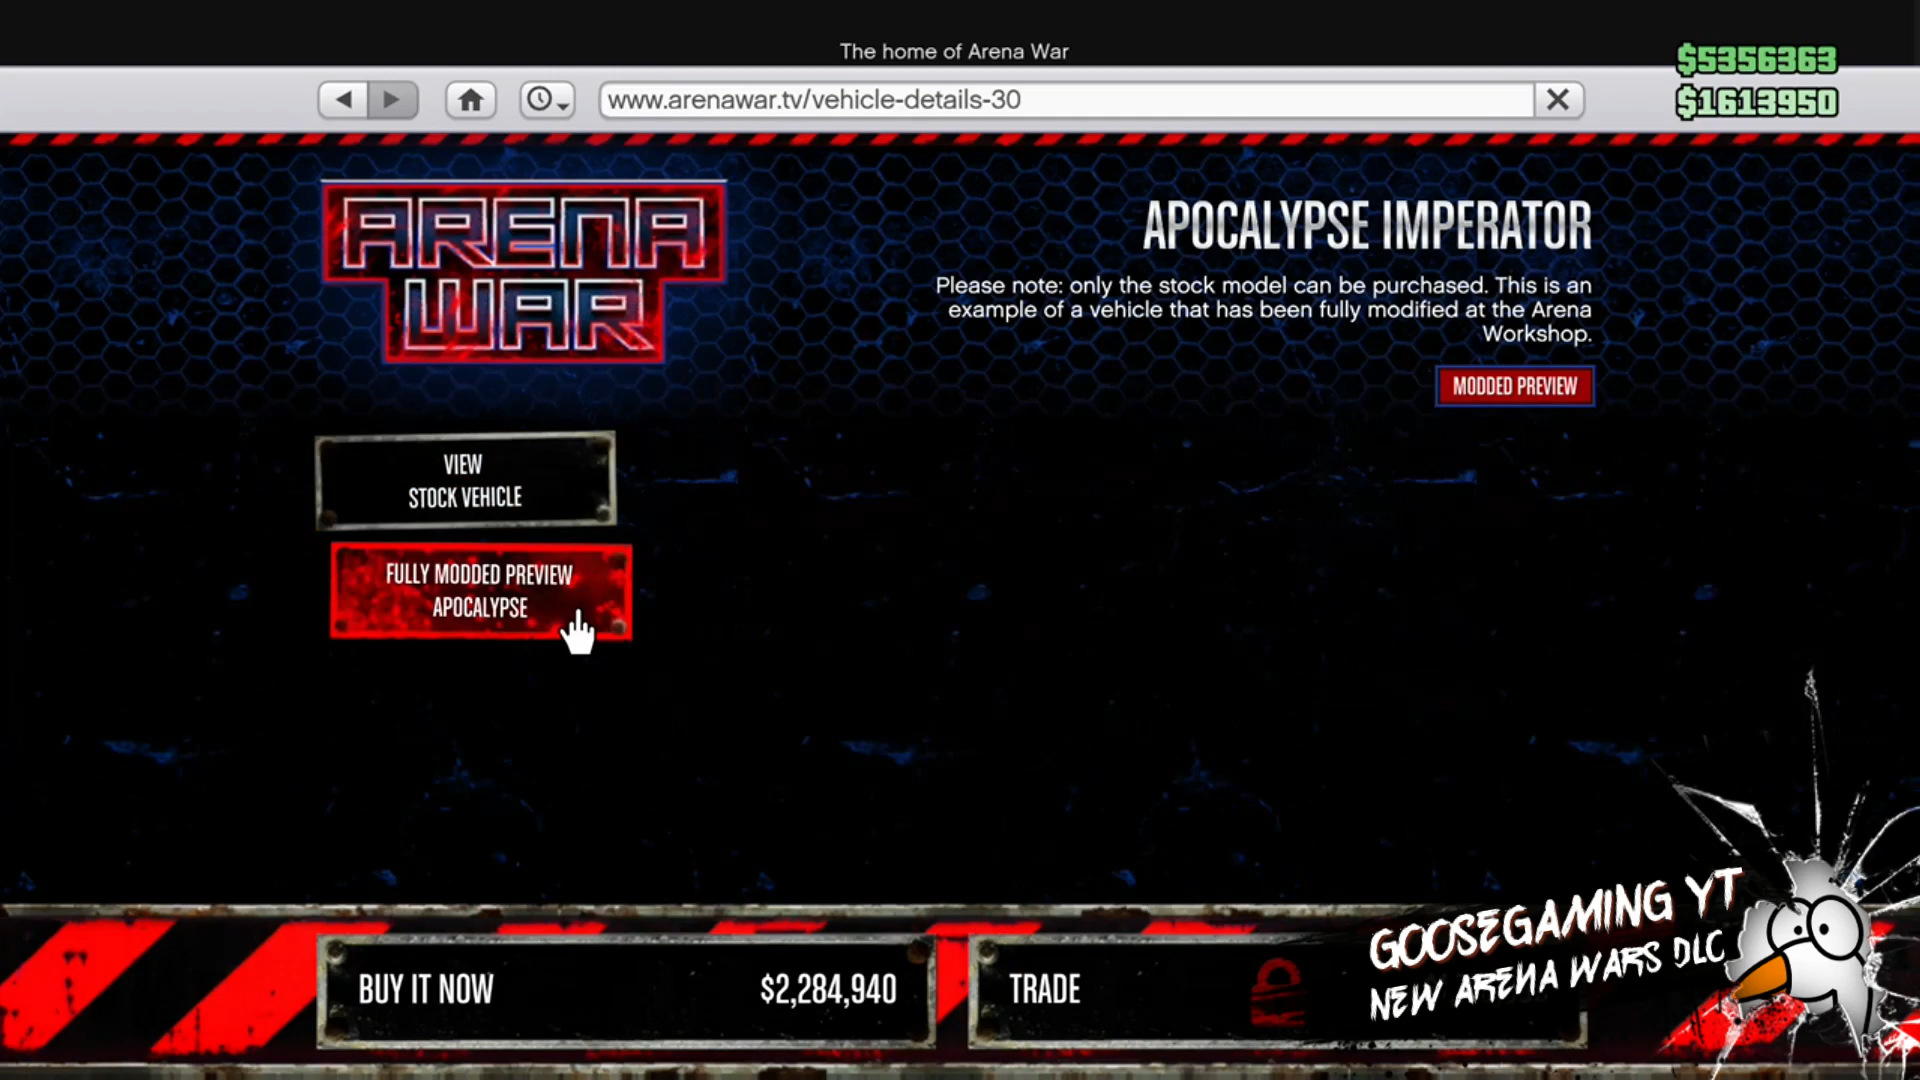 The home of Arena War
$5356363
www.arenawar.tv/vehicle-details-30
$1613950
ARENA
WAR
APOCALYPSE IMPERATOR
Please note: only the stock model can be purchased. This is an
example of a vehicle that has been fully modified at the Arena
Workshop.
MODDED PREVIEW
VIEW
STOCK VEHICLE
FULLY MODDED PREVIEW
APOCALYPSE
BUY IT NOW $2,284,940
TRADE
GOOSEGAMING YT
NEW ARENA WARS DLC